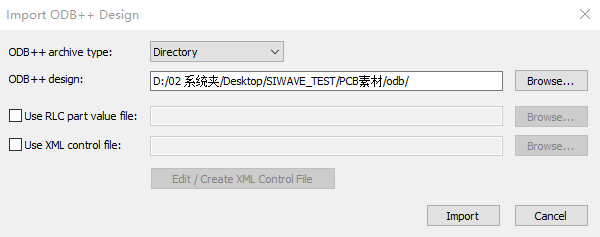 Import ODB++ Design
ODB++ archive type: Directory
ODB++ design: D:/02 系统夹/Desktop/SIWAVE_TEST/PCB素材/odb/ Browse...
Use RLC part value file: Browse...
Use XML control file: Browse...
Edit / Create XML Control File
Import Cancel